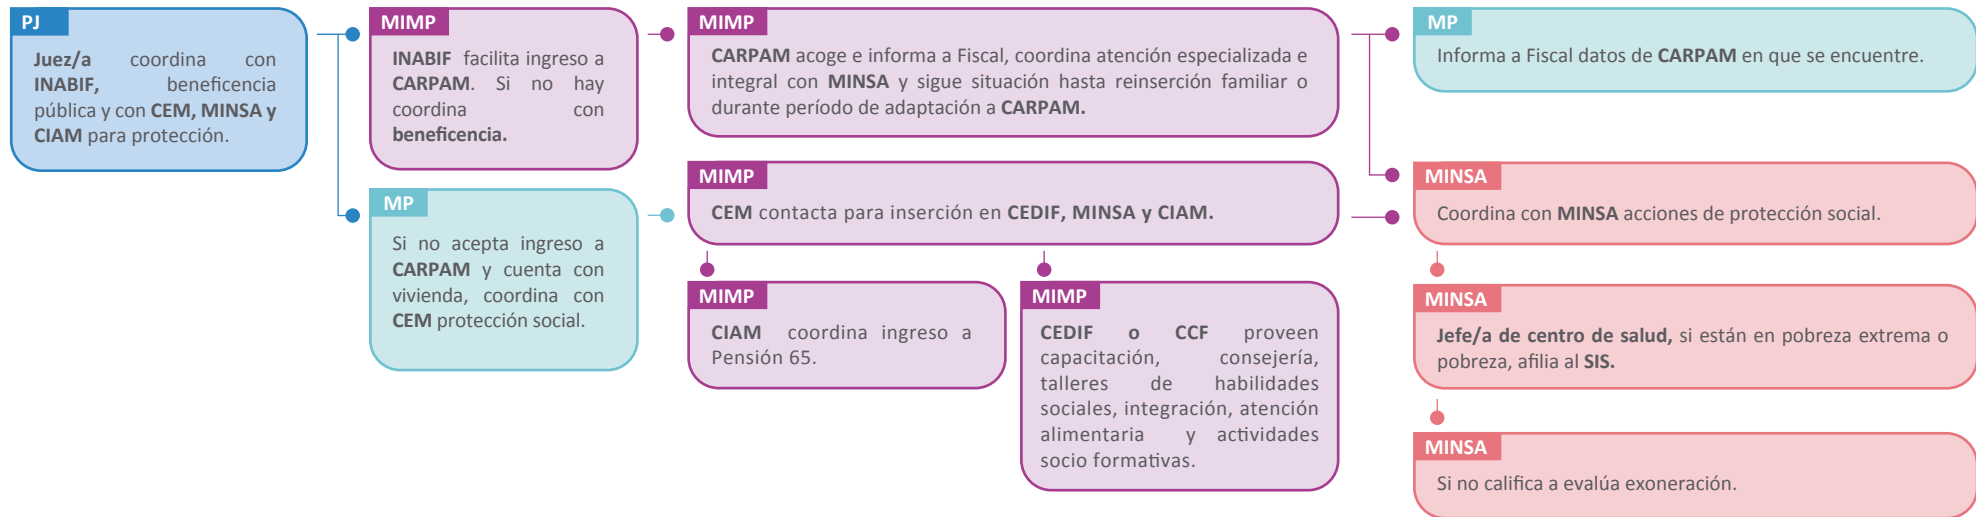 PJ
Juez/a coordina con
INABIF, beneficencia
pública y con CEM, MINSA y
CIAM para protección.
MIMP
INABIF facilita ingreso a
CARPAM. Si no hay
coordina con
beneficencia.
MP
Si no acepta ingreso a
CARPAM y cuenta con
vivienda, coordina con
CEM protección social.
MIMP
CARPAM acoge e informa a Fiscal, coordina atención especializada e
integral con MINSA y sigue situación hasta reinserción familiar o
durante período de adaptación a CARPAM.
MIMP
CEM contacta para inserción en CEDIF, MINSA y CIAM.
MIMP
CIAM coordina ingreso a
Pensión 65.
MIMP
CEDIF o CCF proveen
capacitación, consejería,
talleres de habilidades
sociales, integración, atención
alimentaria y actividades
socio formativas.
MP
Informa a Fiscal datos de CARPAM en que se encuentre.
MINSA
Coordina con MINSA acciones de protección social.
MINSA
Jefe/a de centro de salud, si están en pobreza extrema o
pobreza, afilia al SIS.
MINSA
Si no califica a evalúa exoneración.